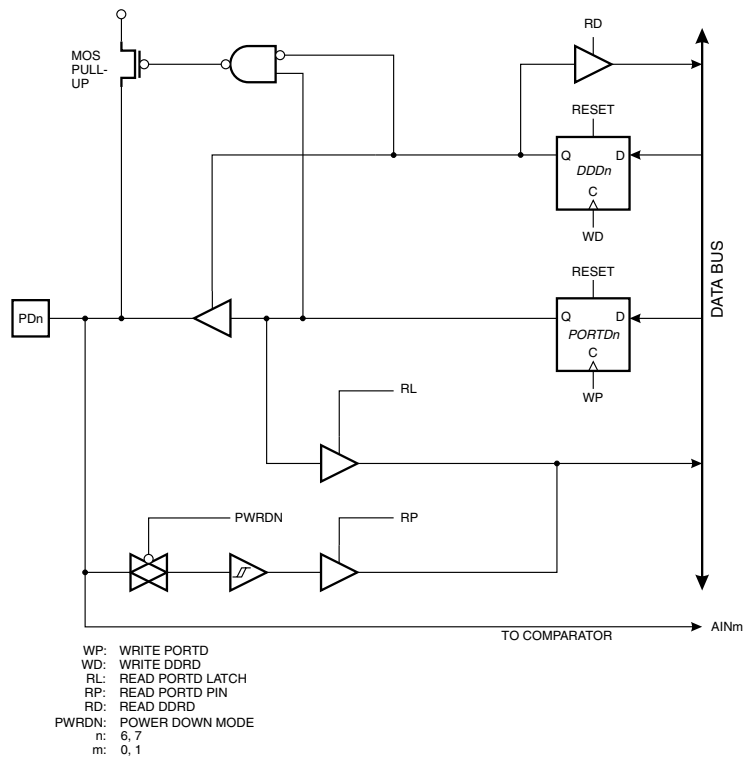 RD
MOS
PULL-
UP
RESET
Q D
DDDn
C
WD
RESET
PDn
Q D
PORTDn
C
WP
DATA BUS
RL
PWRDN
RP
TO COMPARATOR
AINm
WP: WRITE PORTD
WD: WRITE DDRD
RL: READ PORTD LATCH
RP: READ PORTD PIN
RD: READ DDRD
PWRDN: POWER DOWN MODE
n: 6, 7
m: 0, 1